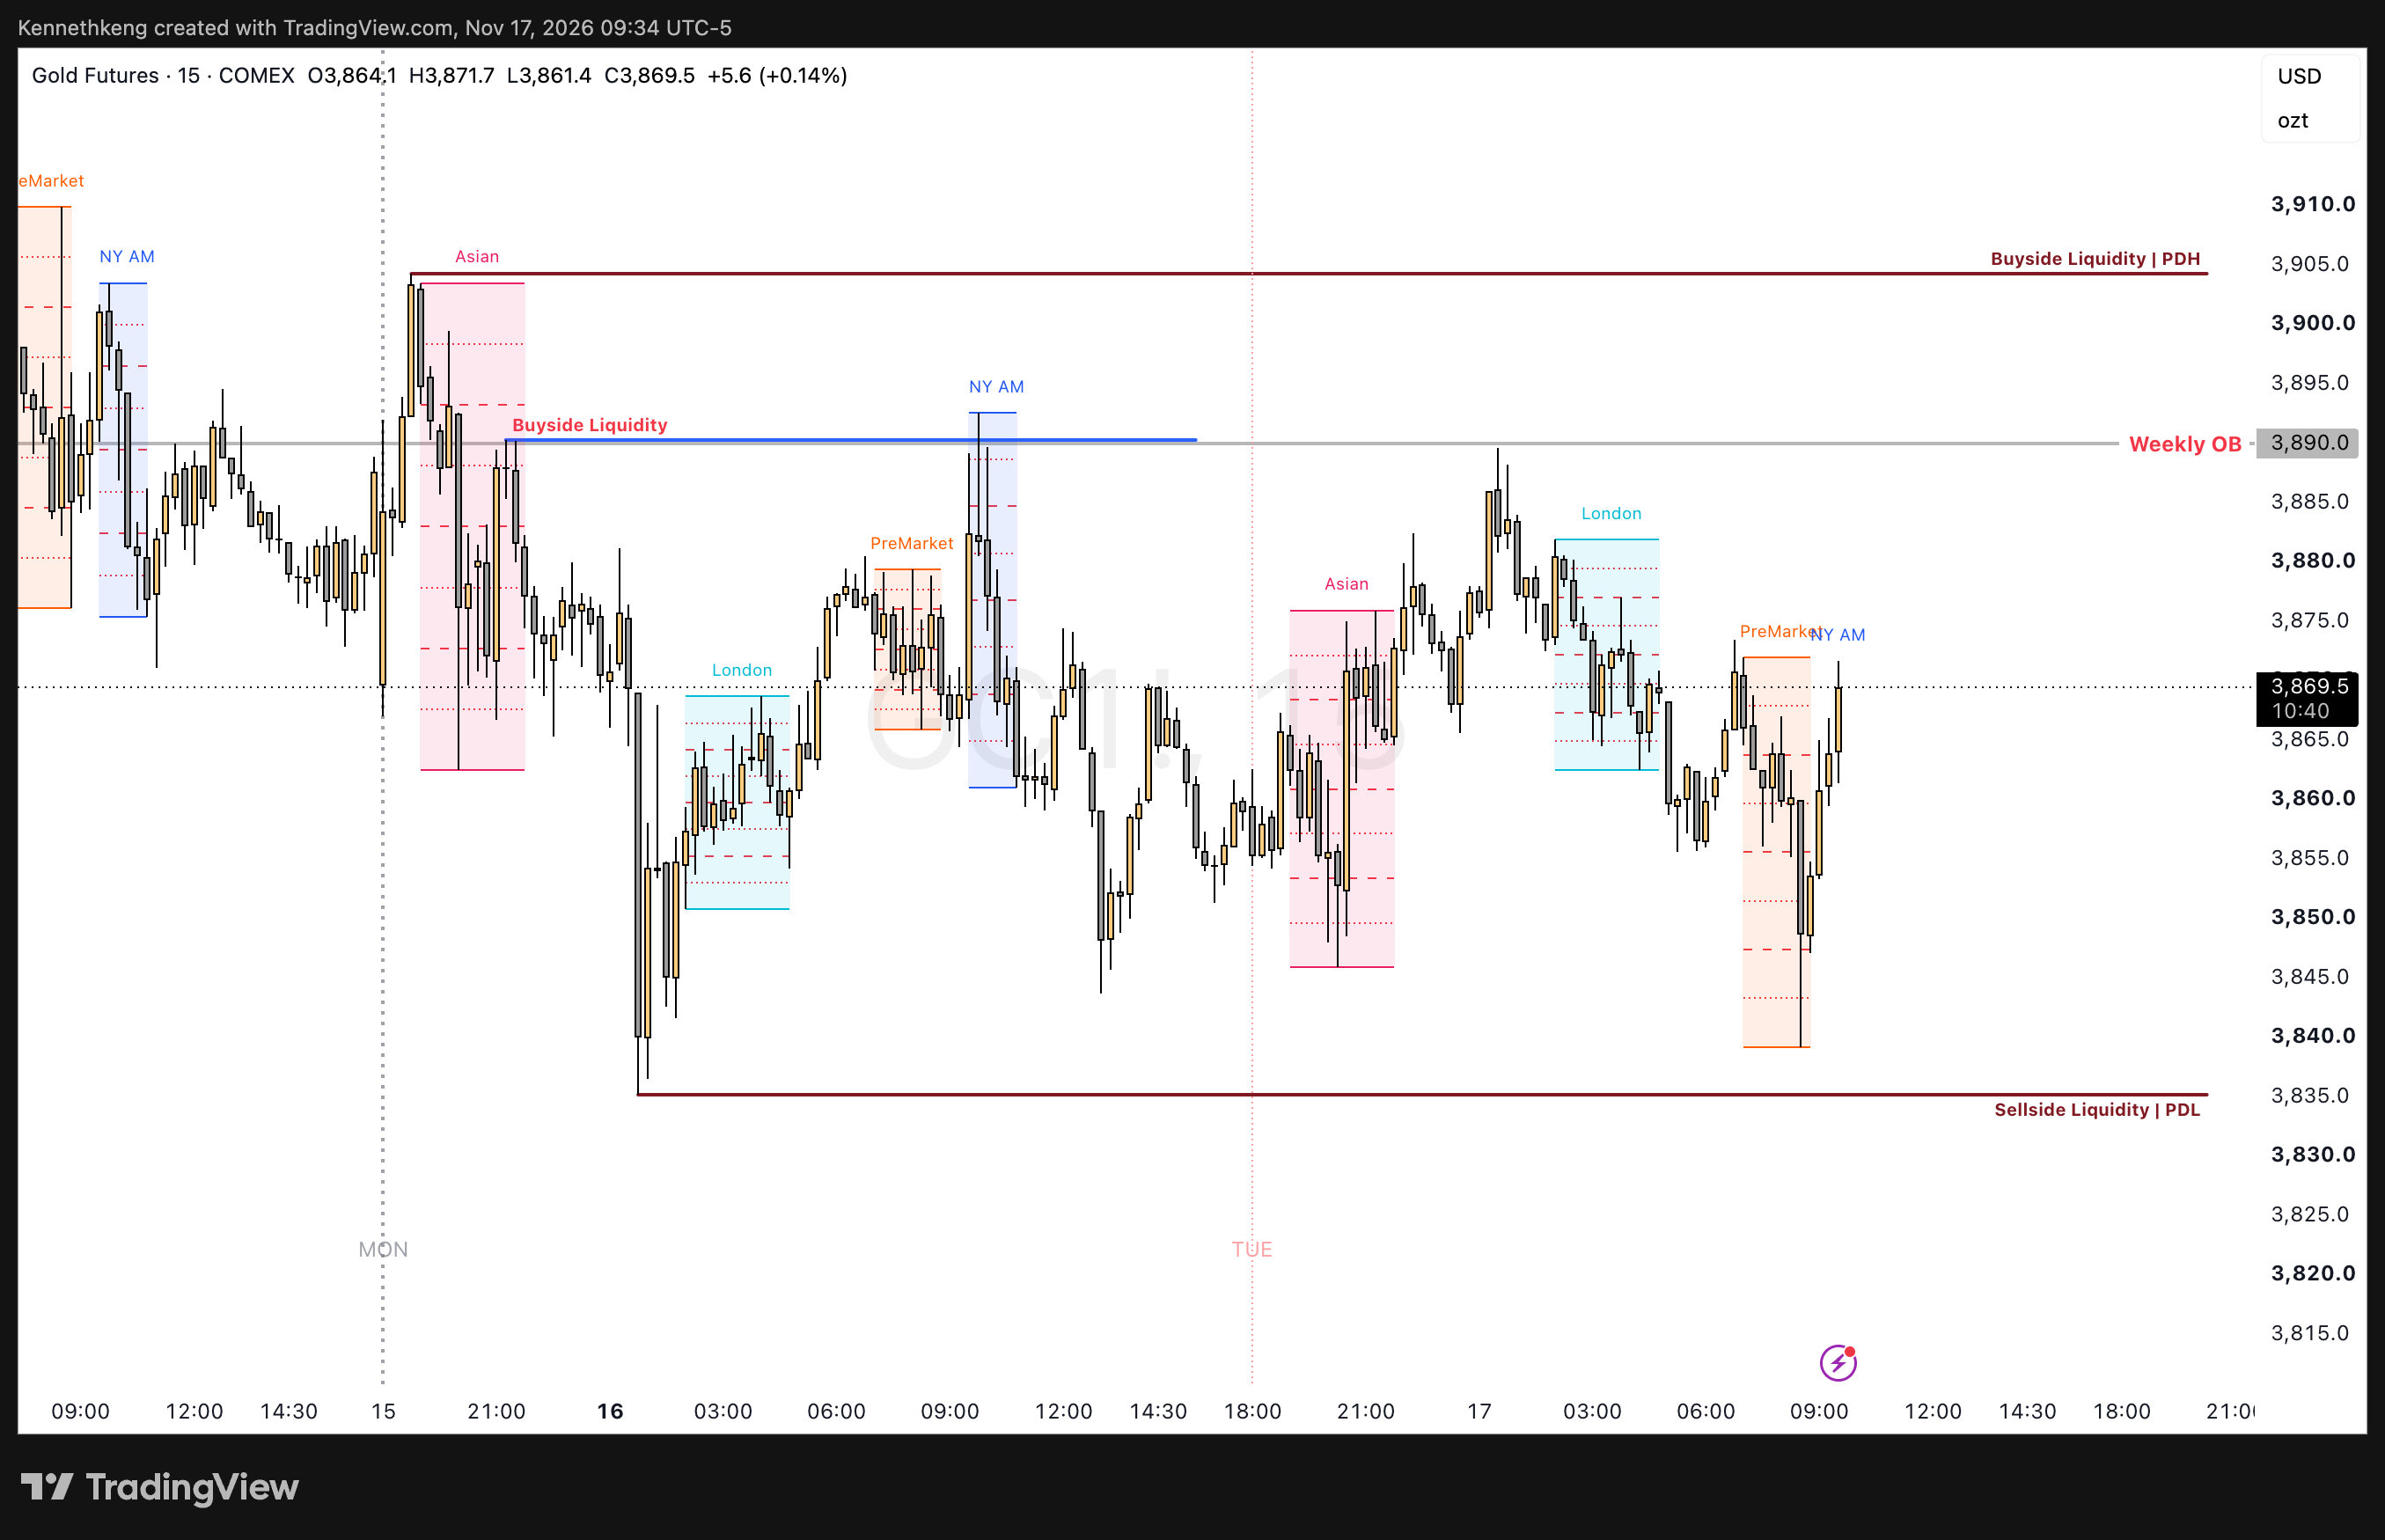 Kennethkeng created with TradingView.com, Nov 17, 2026 09:34 UTC-5
Gold Futures · 15 · COMEX O3,864.1 H3,871.7 L3,861.4 C3,869.5 +5.6 (+0.14%)
USD
ozt
eMarket
NY AM
Asian
Buyside Liquidity | PDH
Buyside Liquidity
NY AM
Weekly OB
London
PreMarket
Asian
PreMarket
NY AM
London
GC1!, 15
Sellside Liquidity | PDL
MON
TUE
3,910.0
3,905.0
3,900.0
3,895.0
3,890.0
3,885.0
3,880.0
3,875.0
3,869.5
10:40
3,865.0
3,860.0
3,855.0
3,850.0
3,845.0
3,840.0
3,835.0
3,830.0
3,825.0
3,820.0
3,815.0
09:00 12:00 14:30 15 21:00 16 03:00 06:00 09:00 12:00 14:30 18:00 21:00 17 03:00 06:00 09:00 12:00 14:30 18:00
TradingView